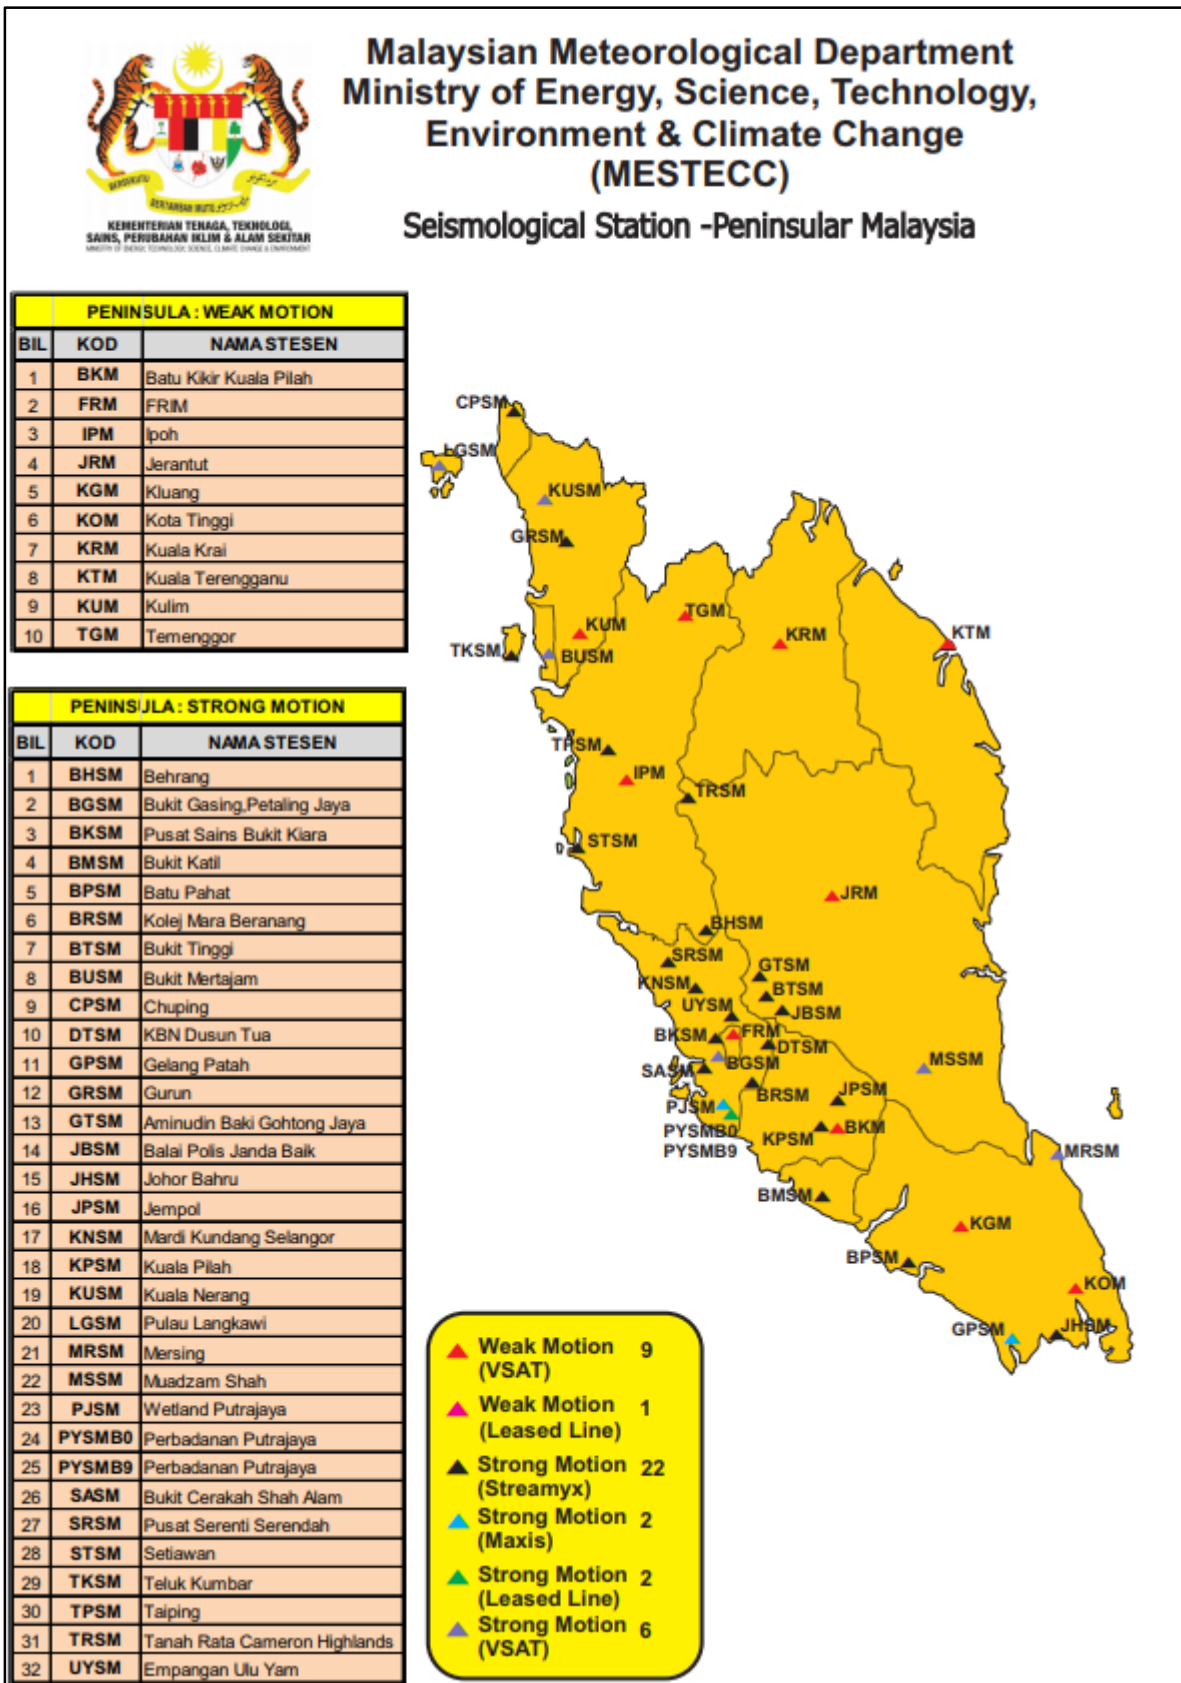 Malaysian Meteorological Department
Ministry of Energy, Science, Technology,
Environment & Climate Change
(MESTECC)
Seismological Station -Peninsular Malaysia
BERSEKUTU
BERTAMBAH MUTU
KEMENTERIAN TENAGA, TEKNOLOGI,
SAINS, PERUBAHAN IKLIM & ALAM SEKITAR
MINISTRY OF ENERGY, TECHNOLOGY, SCIENCE, CLIMATE CHANGE & ENVIRONMENT
PENINSULA : WEAK MOTION
BIL KOD NAMA STESEN
1 BKM Batu Kikir Kuala Pilah
2 FRM FRIM
3 IPM Ipoh
4 JRM Jerantut
5 KGM Kluang
6 KOM Kota Tinggi
7 KRM Kuala Krai
8 KTM Kuala Terengganu
9 KUM Kulim
10 TGM Temenggor
PENINSULA : STRONG MOTION
BIL KOD NAMA STESEN
1 BHSM Behrang
2 BGSM Bukit Gasing,Petaling Jaya
3 BKSM Pusat Sains Bukit Kiara
4 BMSM Bukit Katil
5 BPSM Batu Pahat
6 BRSM Kolej Mara Beranang
7 BTSM Bukit Tinggi
8 BUSM Bukit Mertajam
9 CPSM Chuping
10 DTSM KBN Dusun Tua
11 GPSM Gelang Patah
12 GRSM Gurun
13 GTSM Aminudin Baki Gohtong Jaya
14 JBSM Balai Polis Janda Baik
15 JHSM Johor Bahru
16 JPSM Jempol
17 KNSM Mardi Kundang Selangor
18 KPSM Kuala Pilah
19 KUSM Kuala Nerang
20 LGSM Pulau Langkawi
21 MRSM Mersing
22 MSSM Muadzam Shah
23 PJSM Wetland Putrajaya
24 PYSMB0 Perbadanan Putrajaya
25 PYSMB9 Perbadanan Putrajaya
26 SASM Bukit Cerakah Shah Alam
27 SRSM Pusat Serenti Serendah
28 STSM Setiawan
29 TKSM Teluk Kumbar
30 TPSM Taiping
31 TRSM Tanah Rata Cameron Highlands
32 UYSM Empangan Ulu Yam
CPSM
LGSM
KUSM
GRSM
TGM
KUM
KRM
KTM
TKSM
BUSM
TPSM
IPM
TRSM
STSM
JRM
BHSM
SRSM
GTSM
KNSM
BTSM
UYSM
JBSM
FRM
BKSM
DTSM
MSSM
BGSM
SASM
BRSM
JPSM
PJSM
PYSMB0
KPSM
BKM
PYSMB9
MRSM
BMSM
KGM
BPSM
KOM
GPSM
JHSM
Weak Motion 9
(VSAT)
Weak Motion 1
(Leased Line)
Strong Motion 22
(Streamyx)
Strong Motion 2
(Maxis)
Strong Motion 2
(Leased Line)
Strong Motion 6
(VSAT)